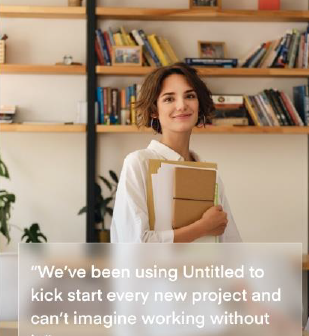 “We’ve been using Untitled to
kick start every new project and
can’t imagine working without